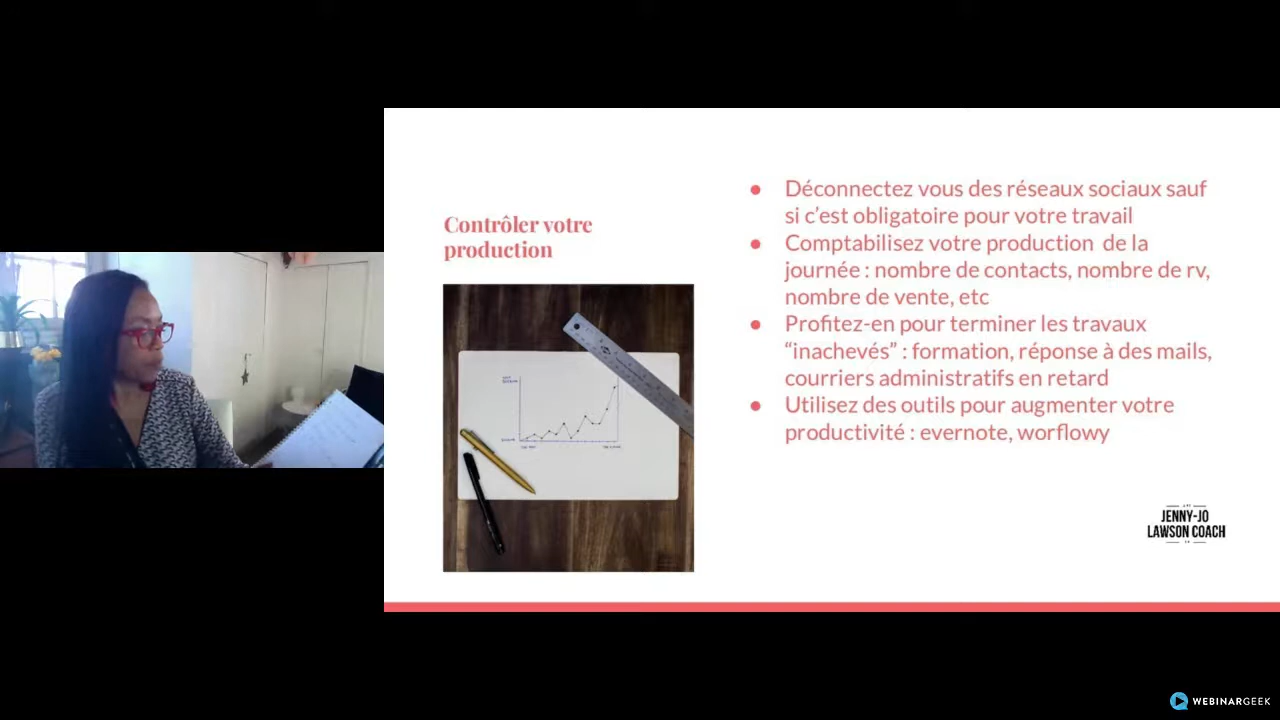 Contrôler votre
production
● Déconnectez vous des réseaux sociaux sauf
si c’est obligatoire pour votre travail
● Comptabilisez votre production  de la
journée : nombre de contacts, nombre de rv,
nombre de vente, etc
● Profitez-en pour terminer les travaux
“inachevés” : formation, réponse à des mails,
courriers administratifs en retard
● Utilisez des outils pour augmenter votre
productivité : evernote, worflowy
JENNY-JO
LAWSON COACH
WEBINARGEEK